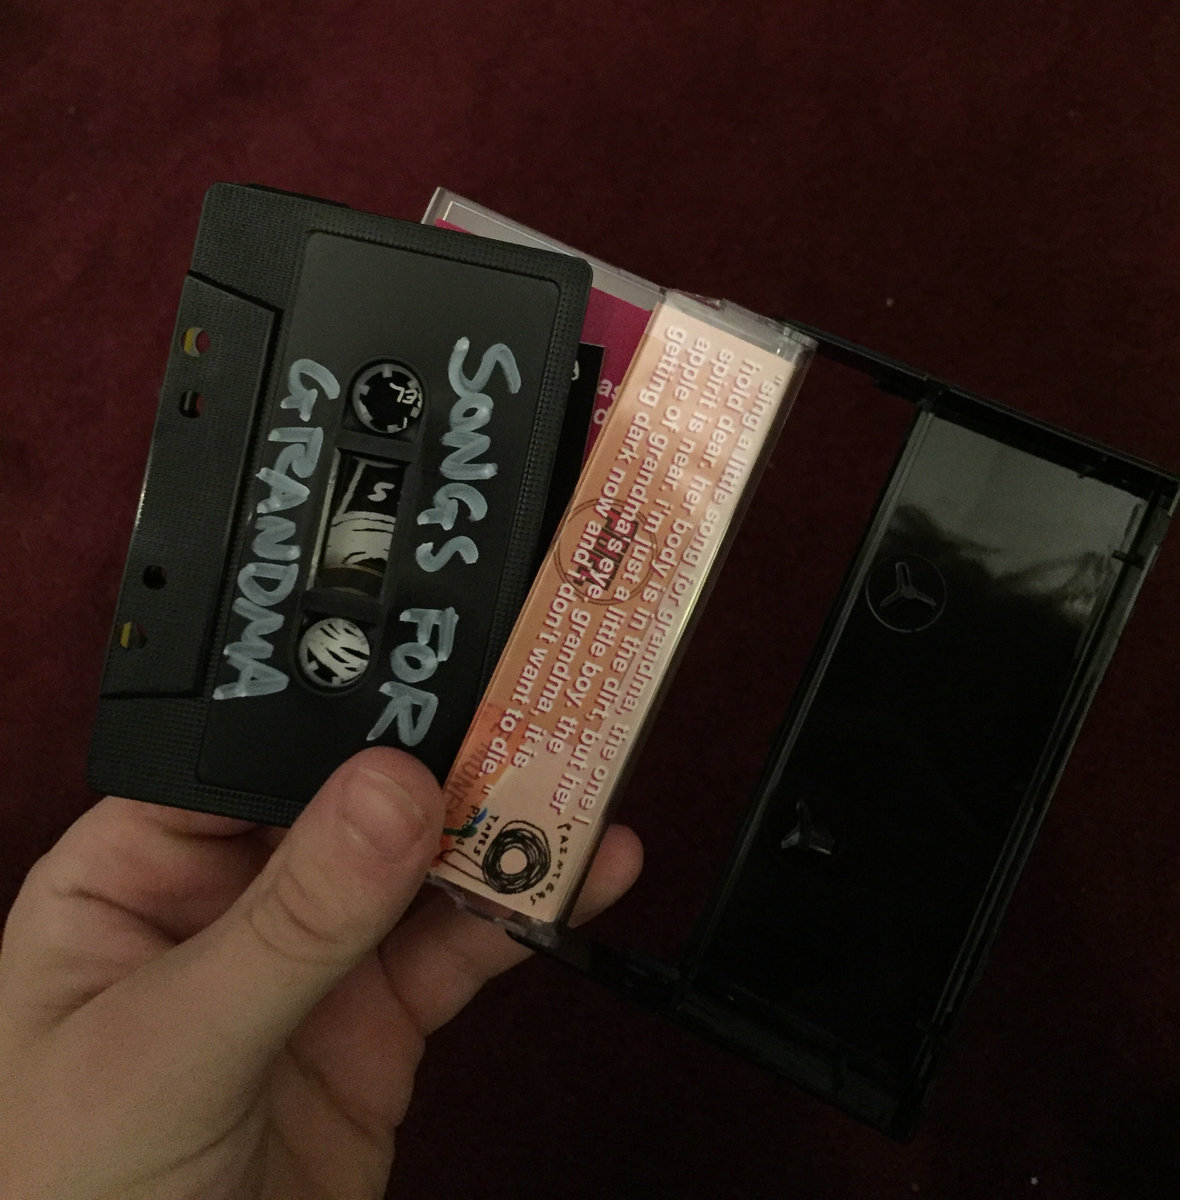 SONGS FOR
GRANDMA
"sing a little song for grandma, the one I
hold dear. her body is in the dirt, but her
spirit is near. i'm just a little boy. the
apple of grandma's eye. grandma, it is
getting dark now and i don't want to die."
PAINTERS
TAPES